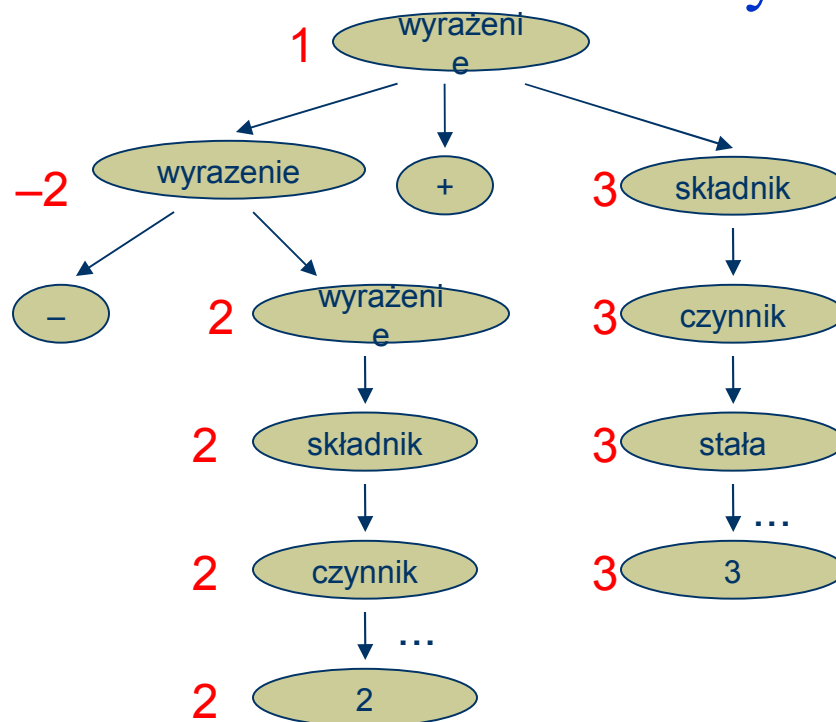 y
1 wyrażeni
e
–2 wyrazenie + 3 składnik
– 2 wyrażeni
e
3 czynnik
2 składnik 3 stała
...
2 czynnik 3 3
...
2 2